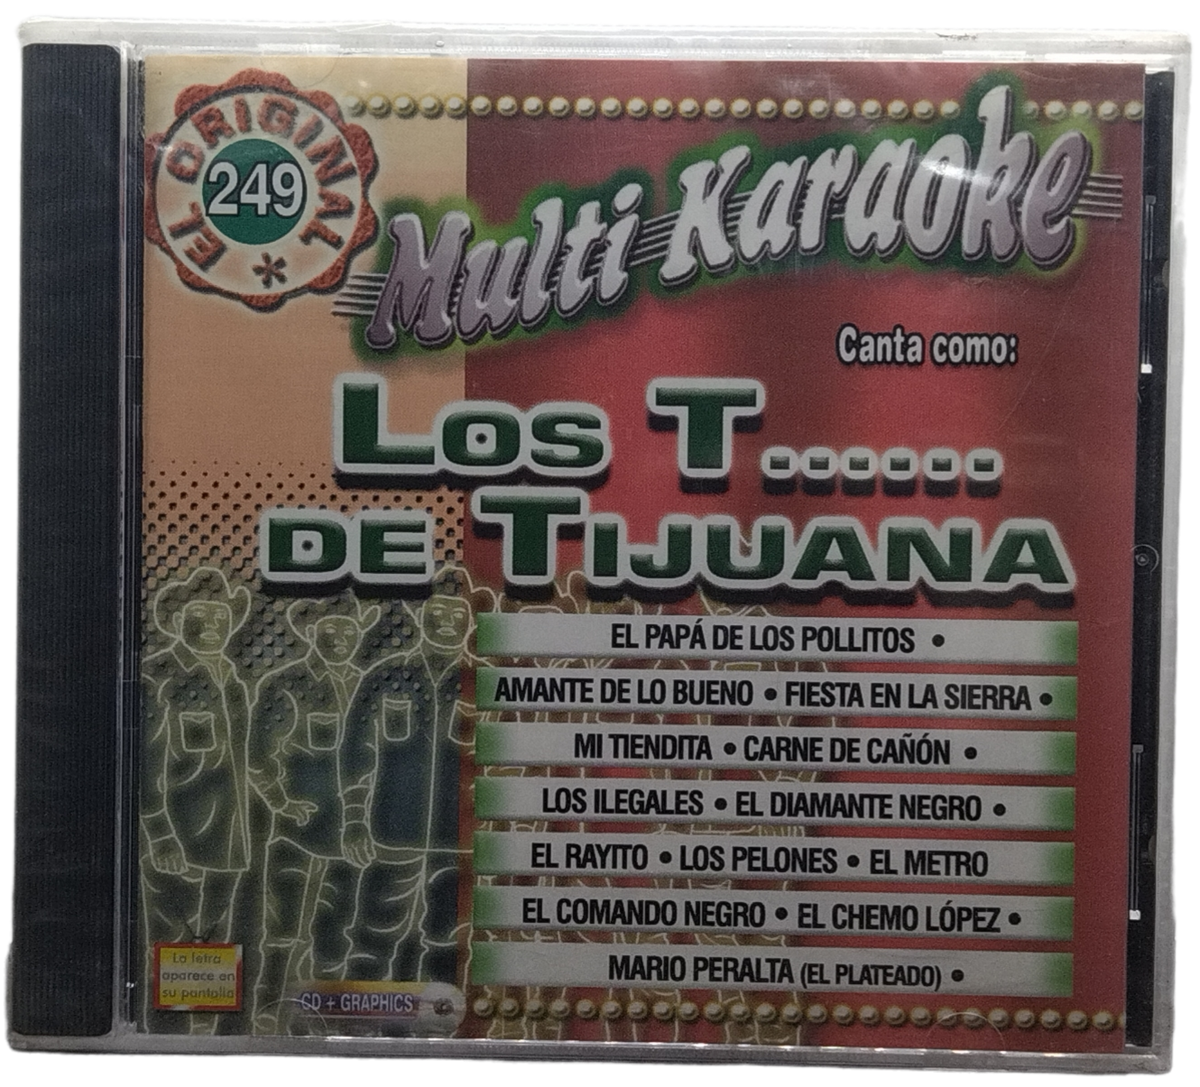 EL ORIGINAL *
249
Multi Karaoke
Canta como:
LOS T......
DE TIJUANA
EL PAPÁ DE LOS POLLITOS •
AMANTE DE LO BUENO • FIESTA EN LA SIERRA •
MI TIENDITA • CARNE DE CAÑÓN •
LOS ILEGALES • EL DIAMANTE NEGRO •
EL RAYITO • LOS PELONES • EL METRO
EL COMANDO NEGRO • EL CHEMO LÓPEZ •
MARIO PERALTA (EL PLATEADO) •
La letra
aparece en
su pantalla
CD + GRAPHICS